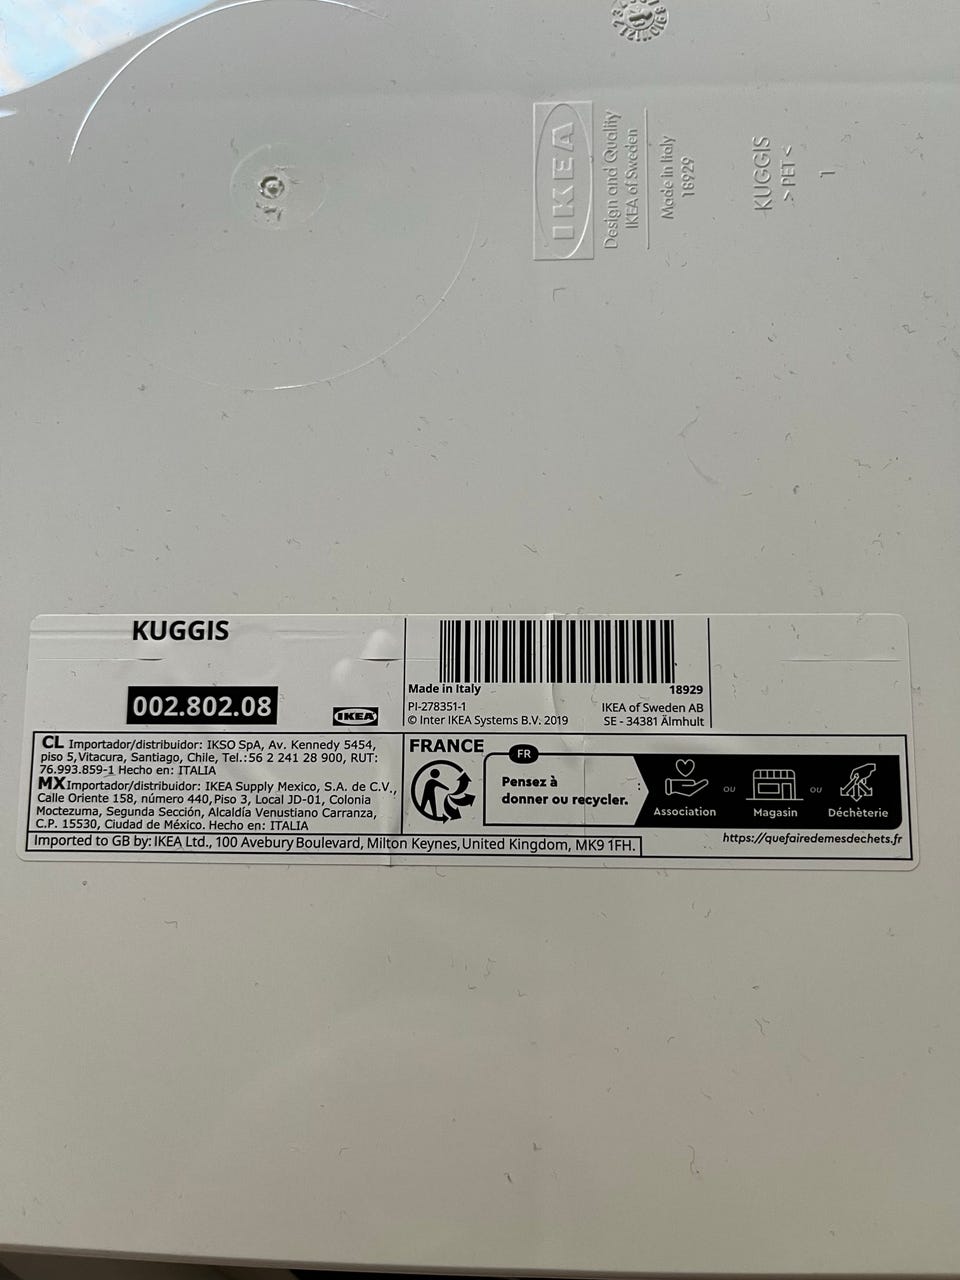 IKEA
Design and Quality
IKEA of Sweden
Made in Italy
18929
KUGGIS
> PET <
1
KUGGIS
002.802.08
IKEA
Made in Italy 18929
PI-278351-1 IKEA of Sweden AB
© Inter IKEA Systems B.V. 2019 SE - 34381 Älmhult
CL Importador/distribuidor: IKSO SpA, Av. Kennedy 5454,
piso 5,Vitacura, Santiago, Chile, Tel.:56 2 241 28 900, RUT:
76.993.859-1 Hecho en: ITALIA
MX Importador/distribuidor: IKEA Supply Mexico, S.A. de C.V.,
Calle Oriente 158, número 440, Piso 3, Local JD-01, Colonia
Moctezuma, Segunda Sección, Alcaldía Venustiano Carranza,
C.P. 15530, Ciudad de México. Hecho en: ITALIA
FRANCE
FR
Pensez à
donner ou recycler.
Association OU Magasin OU Déchèterie
https://quefairedemesdechets.fr
Imported to GB by: IKEA Ltd., 100 Avebury Boulevard, Milton Keynes, United Kingdom, MK9 1FH.